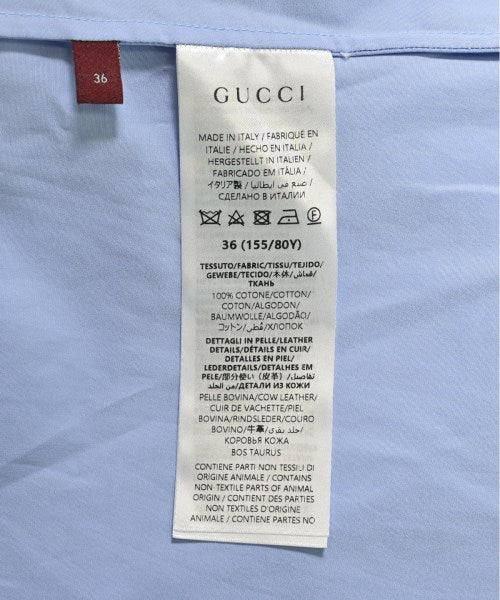 36
GUCCI
MADE IN ITALY / FABRIQUÉ EN
ITALIE / HECHO EN ITALIA /
HERGESTELLT IN ITALIEN /
FABRICADO EM ITÁLIA /
イタリア製 / صنع في ايطاليا /
СДЕЛАНО В ИТАЛИИ
36 (155/80Y)
TESSUTO/FABRIC/TISSU/TEJIDO/
GEWEBE/TECIDO/本体/قماش/
ТКАНЬ
100% COTONE/COTTON/
COTON/ALGODON/
BAUMWOLLE/ALGODÃO/
コットン/قطن/ХЛОПОК
DETTAGLI IN PELLE/LEATHER
DETAILS/DÉTAILS EN CUIR/
DETALLES EN PIEL/
LEDERDETAILS/DETALHES EM
PELE/部分使い（皮革）/تفاصيل
من الجلد/ДЕТАЛИ ИЗ КОЖИ
PELLE BOVINA/COW LEATHER/
CUIR DE VACHETTE/PIEL
BOVINA/RINDSLEDER/COURO
BOVINO/牛革/جلد بقري/
КОРОВЬЯ КОЖА
BOS TAURUS
CONTIENE PARTI NON TESSILI DI
ORIGINE ANIMALE / CONTAINS
NON-TEXTILE PARTS OF ANIMAL
ORIGIN / CONTIENT DES PARTIES
NON TEXTILES D'ORIGINE
ANIMALE / CONTIENE PARTES NO